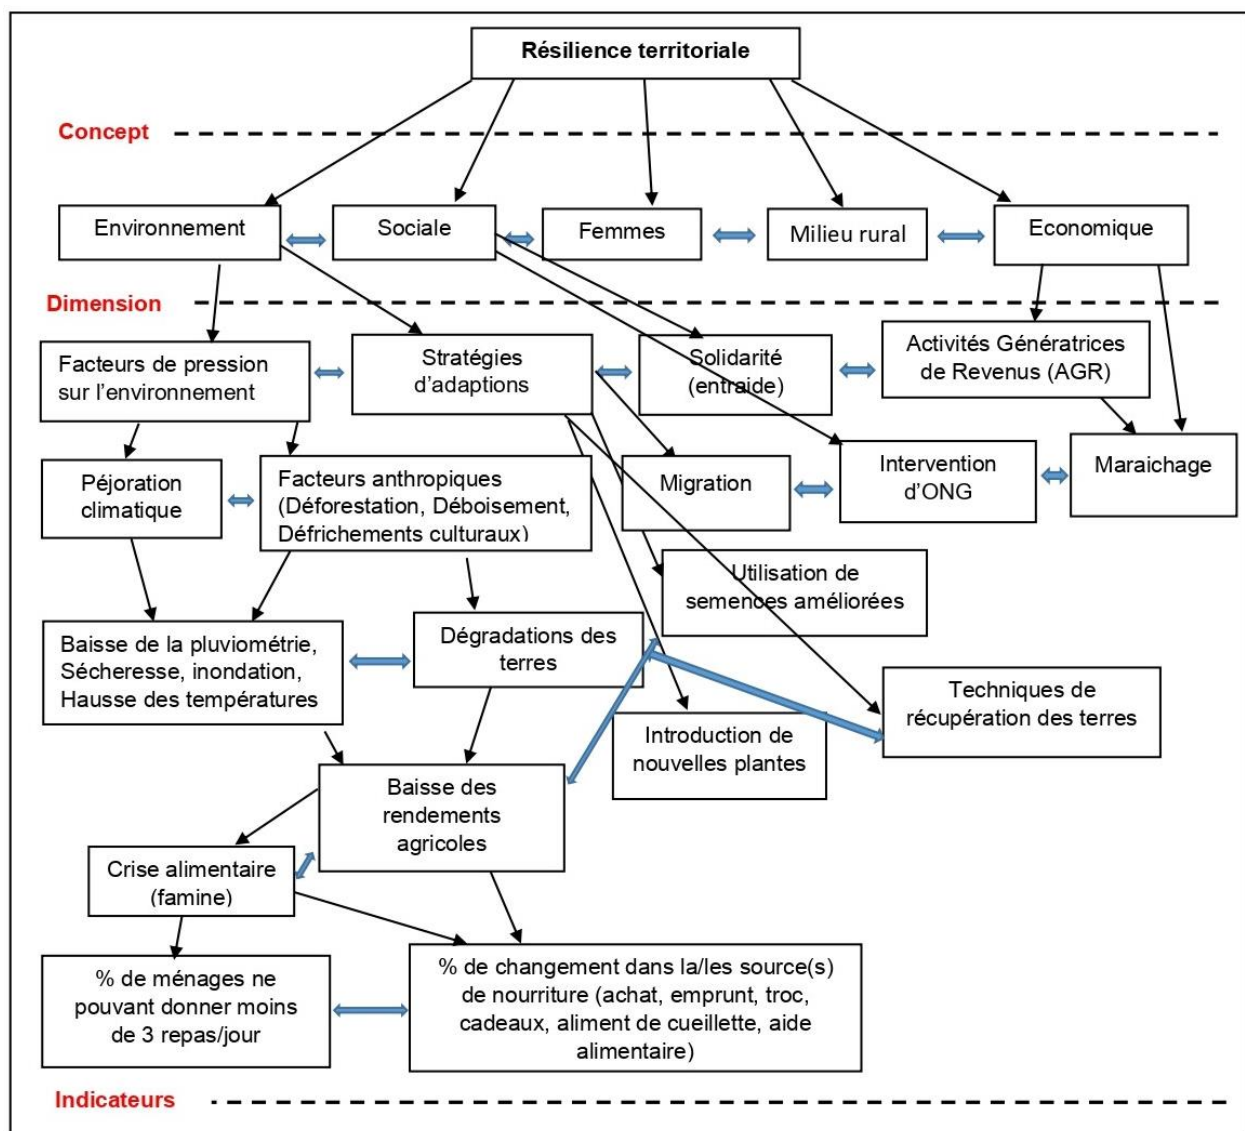 Résilience territoriale
Concept
Environnement
Sociale
Femmes
Milieu rural
Economique
Dimension
Facteurs de pression
sur l'environnement
Stratégies
d'adaptions
Solidarité
(entraide)
Activités Génératrices
de Revenus (AGR)
Péjoration
climatique
Facteurs anthropiques
(Déforestation, Déboisement,
Défrichements culturaux)
Migration
Intervention
d'ONG
Maraichage
Utilisation de
semences améliorées
Baisse de la pluviométrie,
Sécheresse, inondation,
Hausse des températures
Dégradations des
terres
Techniques de
récupération des terres
Introduction de
nouvelles plantes
Baisse des
rendements
agricoles
Crise alimentaire
(famine)
% de ménages ne
pouvant donner moins
de 3 repas/jour
% de changement dans la/les source(s)
de nourriture (achat, emprunt, troc,
cadeaux, aliment de cueillette, aide
alimentaire)
Indicateurs